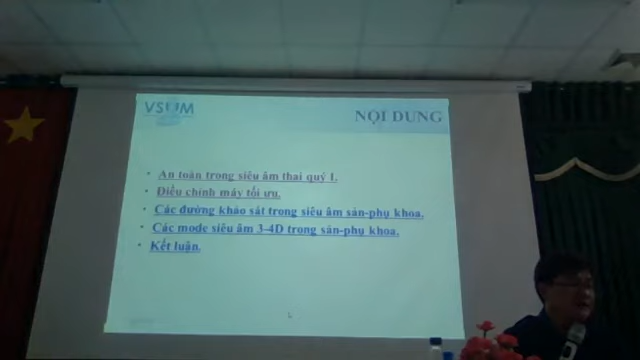 VSUM
NỘI DUNG
• An toàn trong siêu âm thai quý I.
• Điều chỉnh máy tối ưu.
• Các đường khảo sát trong siêu âm sản-phụ khoa.
• Các mode siêu âm 3-4D trong sản-phụ khoa.
• Kết luận.